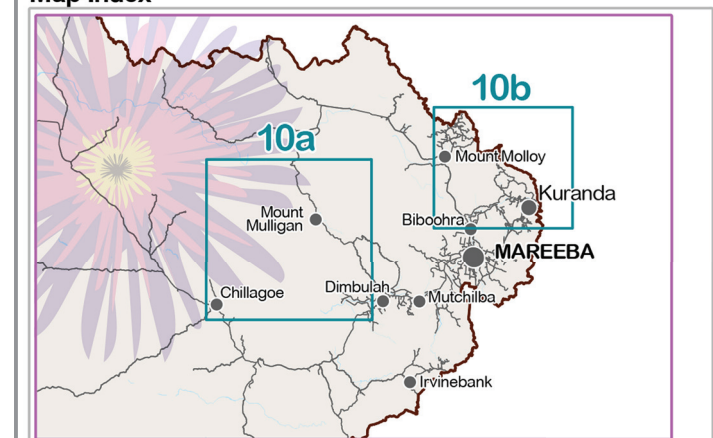 Map Index
10b
10a
Mount Molloy
Kuranda
Mount
Mulligan
Biboohra
MAREEBA
Chillagoe
Dimbulah
Mutchilba
Irvinebank